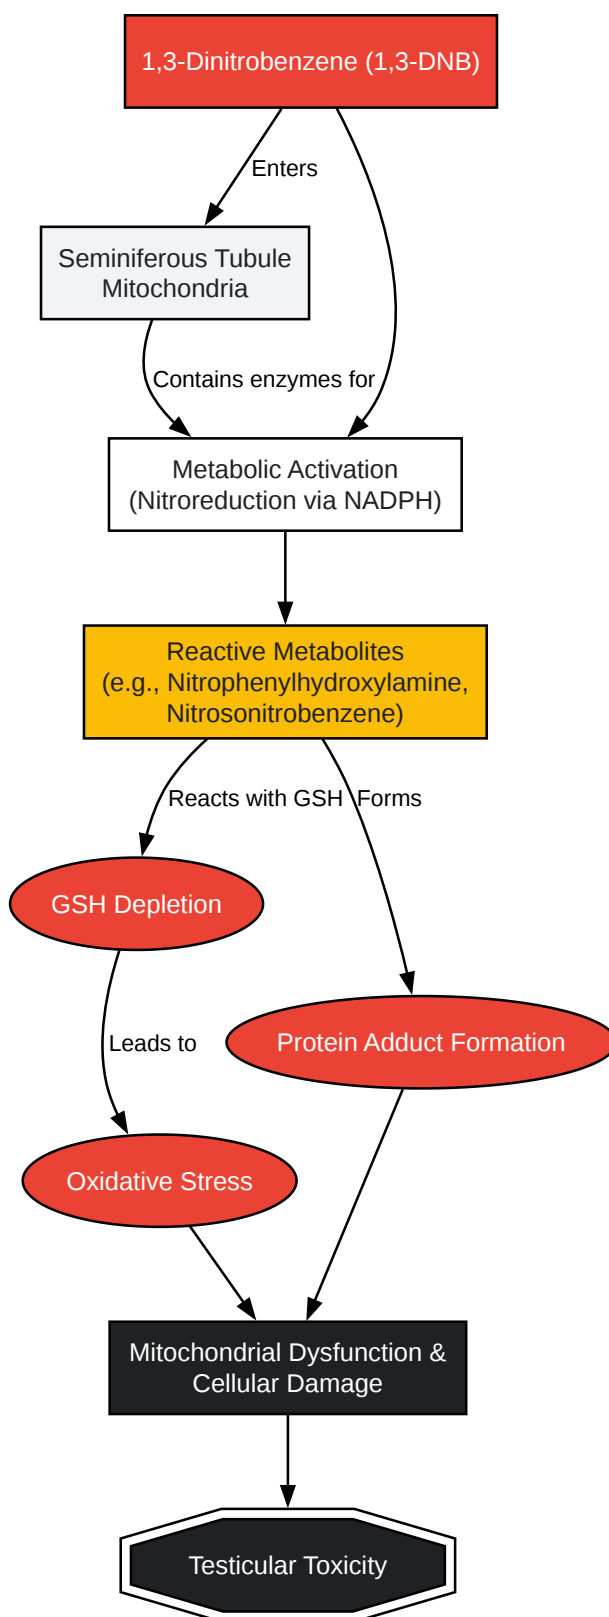 1,3-Dinitrobenzene (1,3-DNB)
Enters
Seminiferous Tubule
Mitochondria
Contains enzymes for
Metabolic Activation
(Nitroreduction via NADPH)
Reactive Metabolites
(e.g., Nitrophenylhydroxylamine,
Nitrosonitrobenzene)
Reacts with GSH
Forms
GSH Depletion
Protein Adduct Formation
Leads to
Oxidative Stress
Mitochondrial Dysfunction &
Cellular Damage
Testicular Toxicity